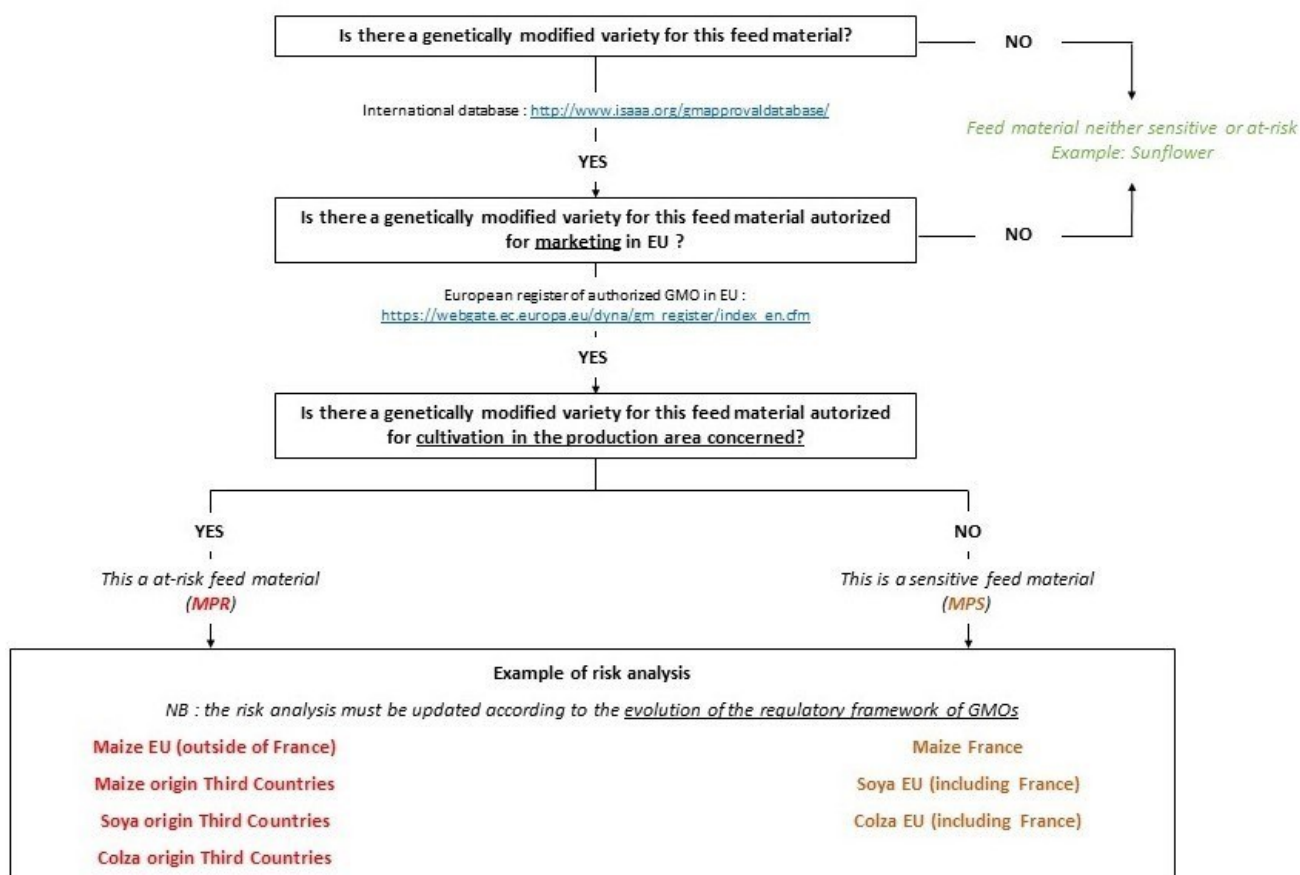 Is there a genetically modified variety for this feed material?
NO
International database : http://www.isaaa.org/gmapprovaldatabase/
Feed material neither sensitive or at-risk
Example: Sunflower
YES
Is there a genetically modified variety for this feed material autorized
for marketing in EU ?
NO
European register of authorized GMO in EU :
https://webgate.ec.europa.eu/dyna/gm_register/index_en.cfm
YES
Is there a genetically modified variety for this feed material autorized
for cultivation in the production area concerned?
YES
NO
This a at-risk feed material
(MPR)
This is a sensitive feed material
(MPS)
Example of risk analysis
NB : the risk analysis must be updated according to the evolution of the regulatory framework of GMOs
Maize EU (outside of France)
Maize France
Maize origin Third Countries
Soya EU (including France)
Soya origin Third Countries
Colza EU (including France)
Colza origin Third Countries